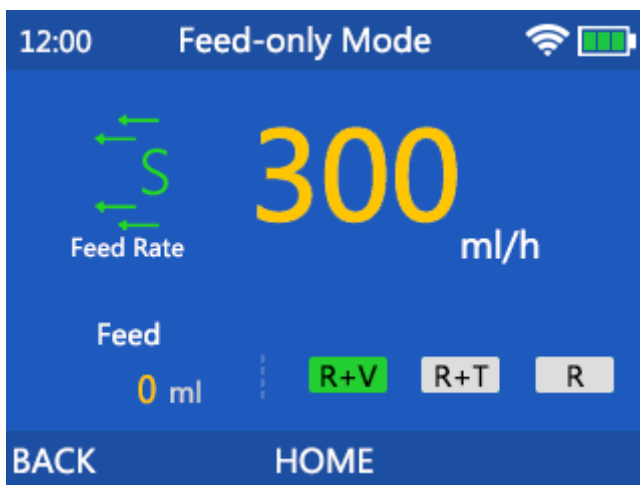 12:00 Feed-only Mode
S 300
Feed Rate ml/h
Feed
0 ml R+V R+T R
BACK HOME